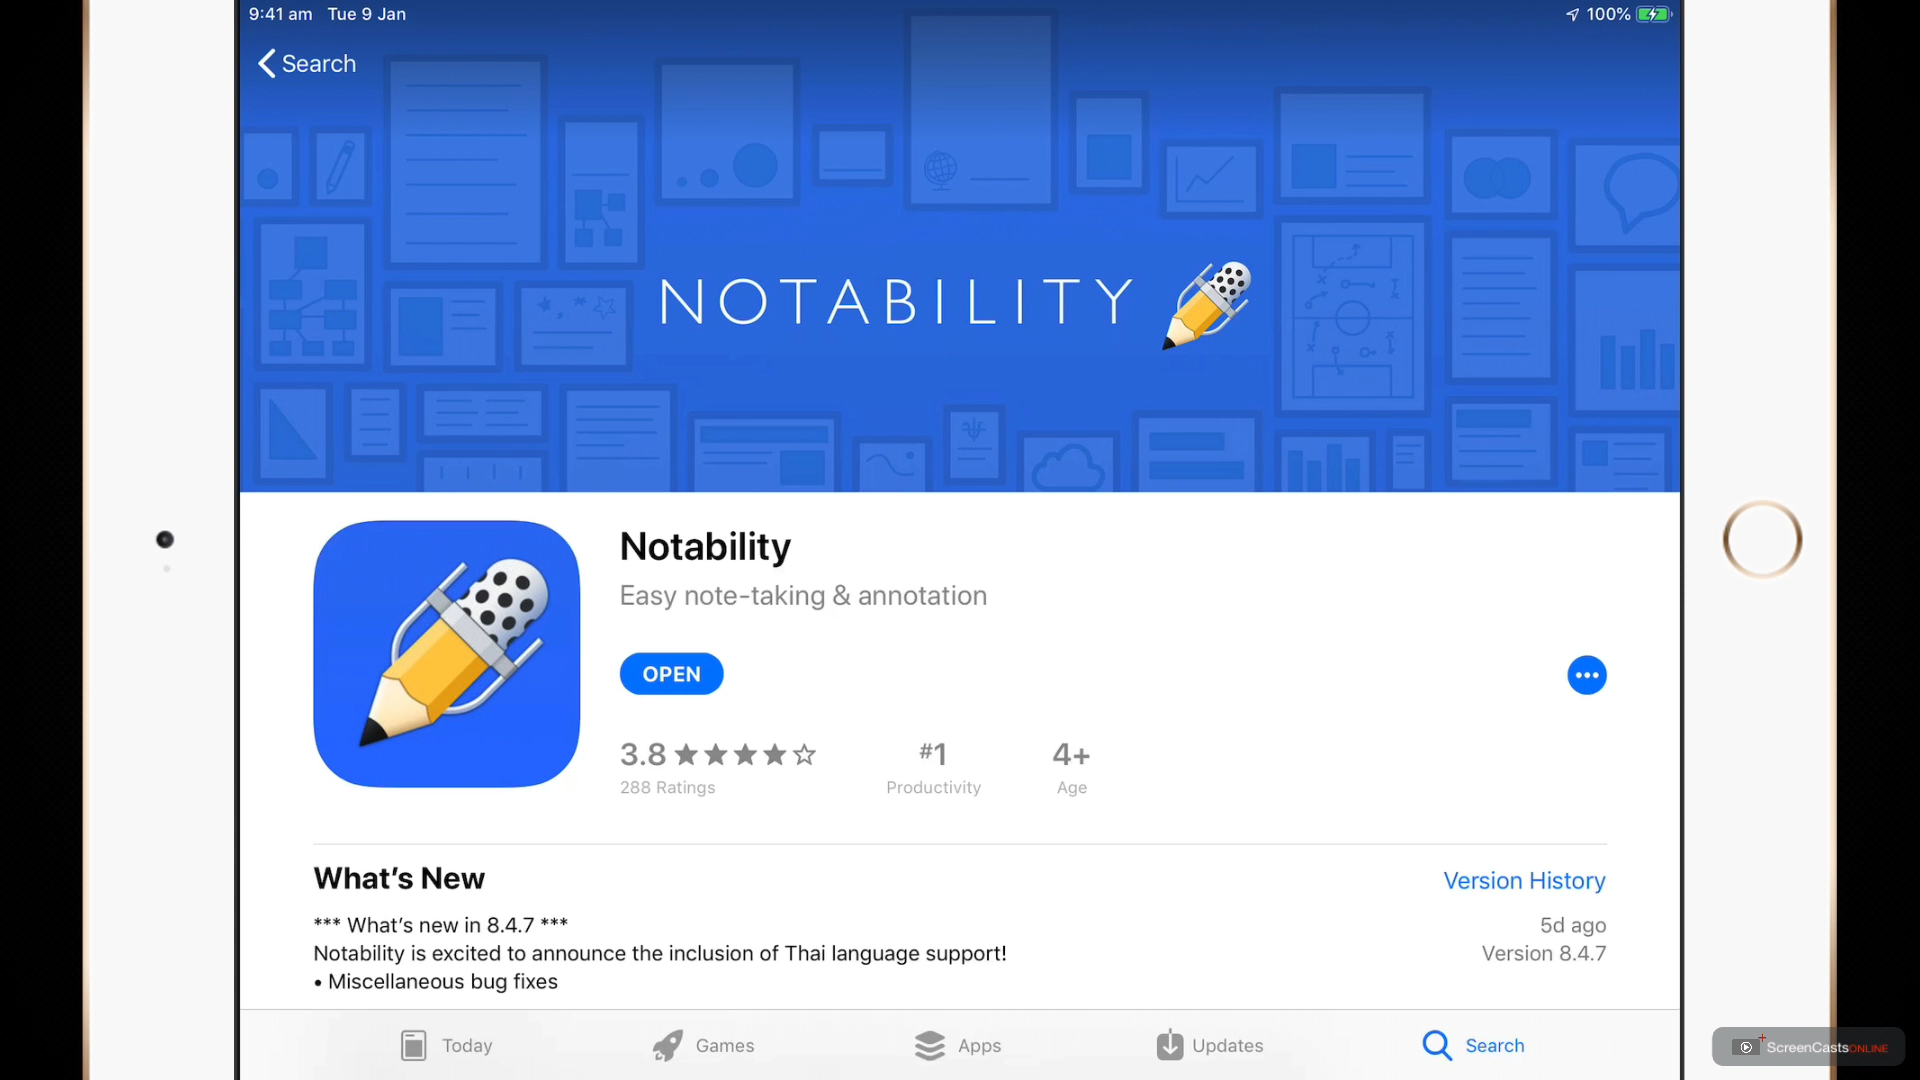 9:41 am Tue 9 Jan
100%
Search
NOTABILITY
Notability
Easy note-taking & annotation
OPEN
3.8
288 Ratings
#1
Productivity
4+
Age
What’s New
Version History
*** What’s new in 8.4.7 ***
5d ago
Notability is excited to announce the inclusion of Thai language support!
Version 8.4.7
• Miscellaneous bug fixes
Today
Games
Apps
Updates
Search
ScreenCastsONLINE